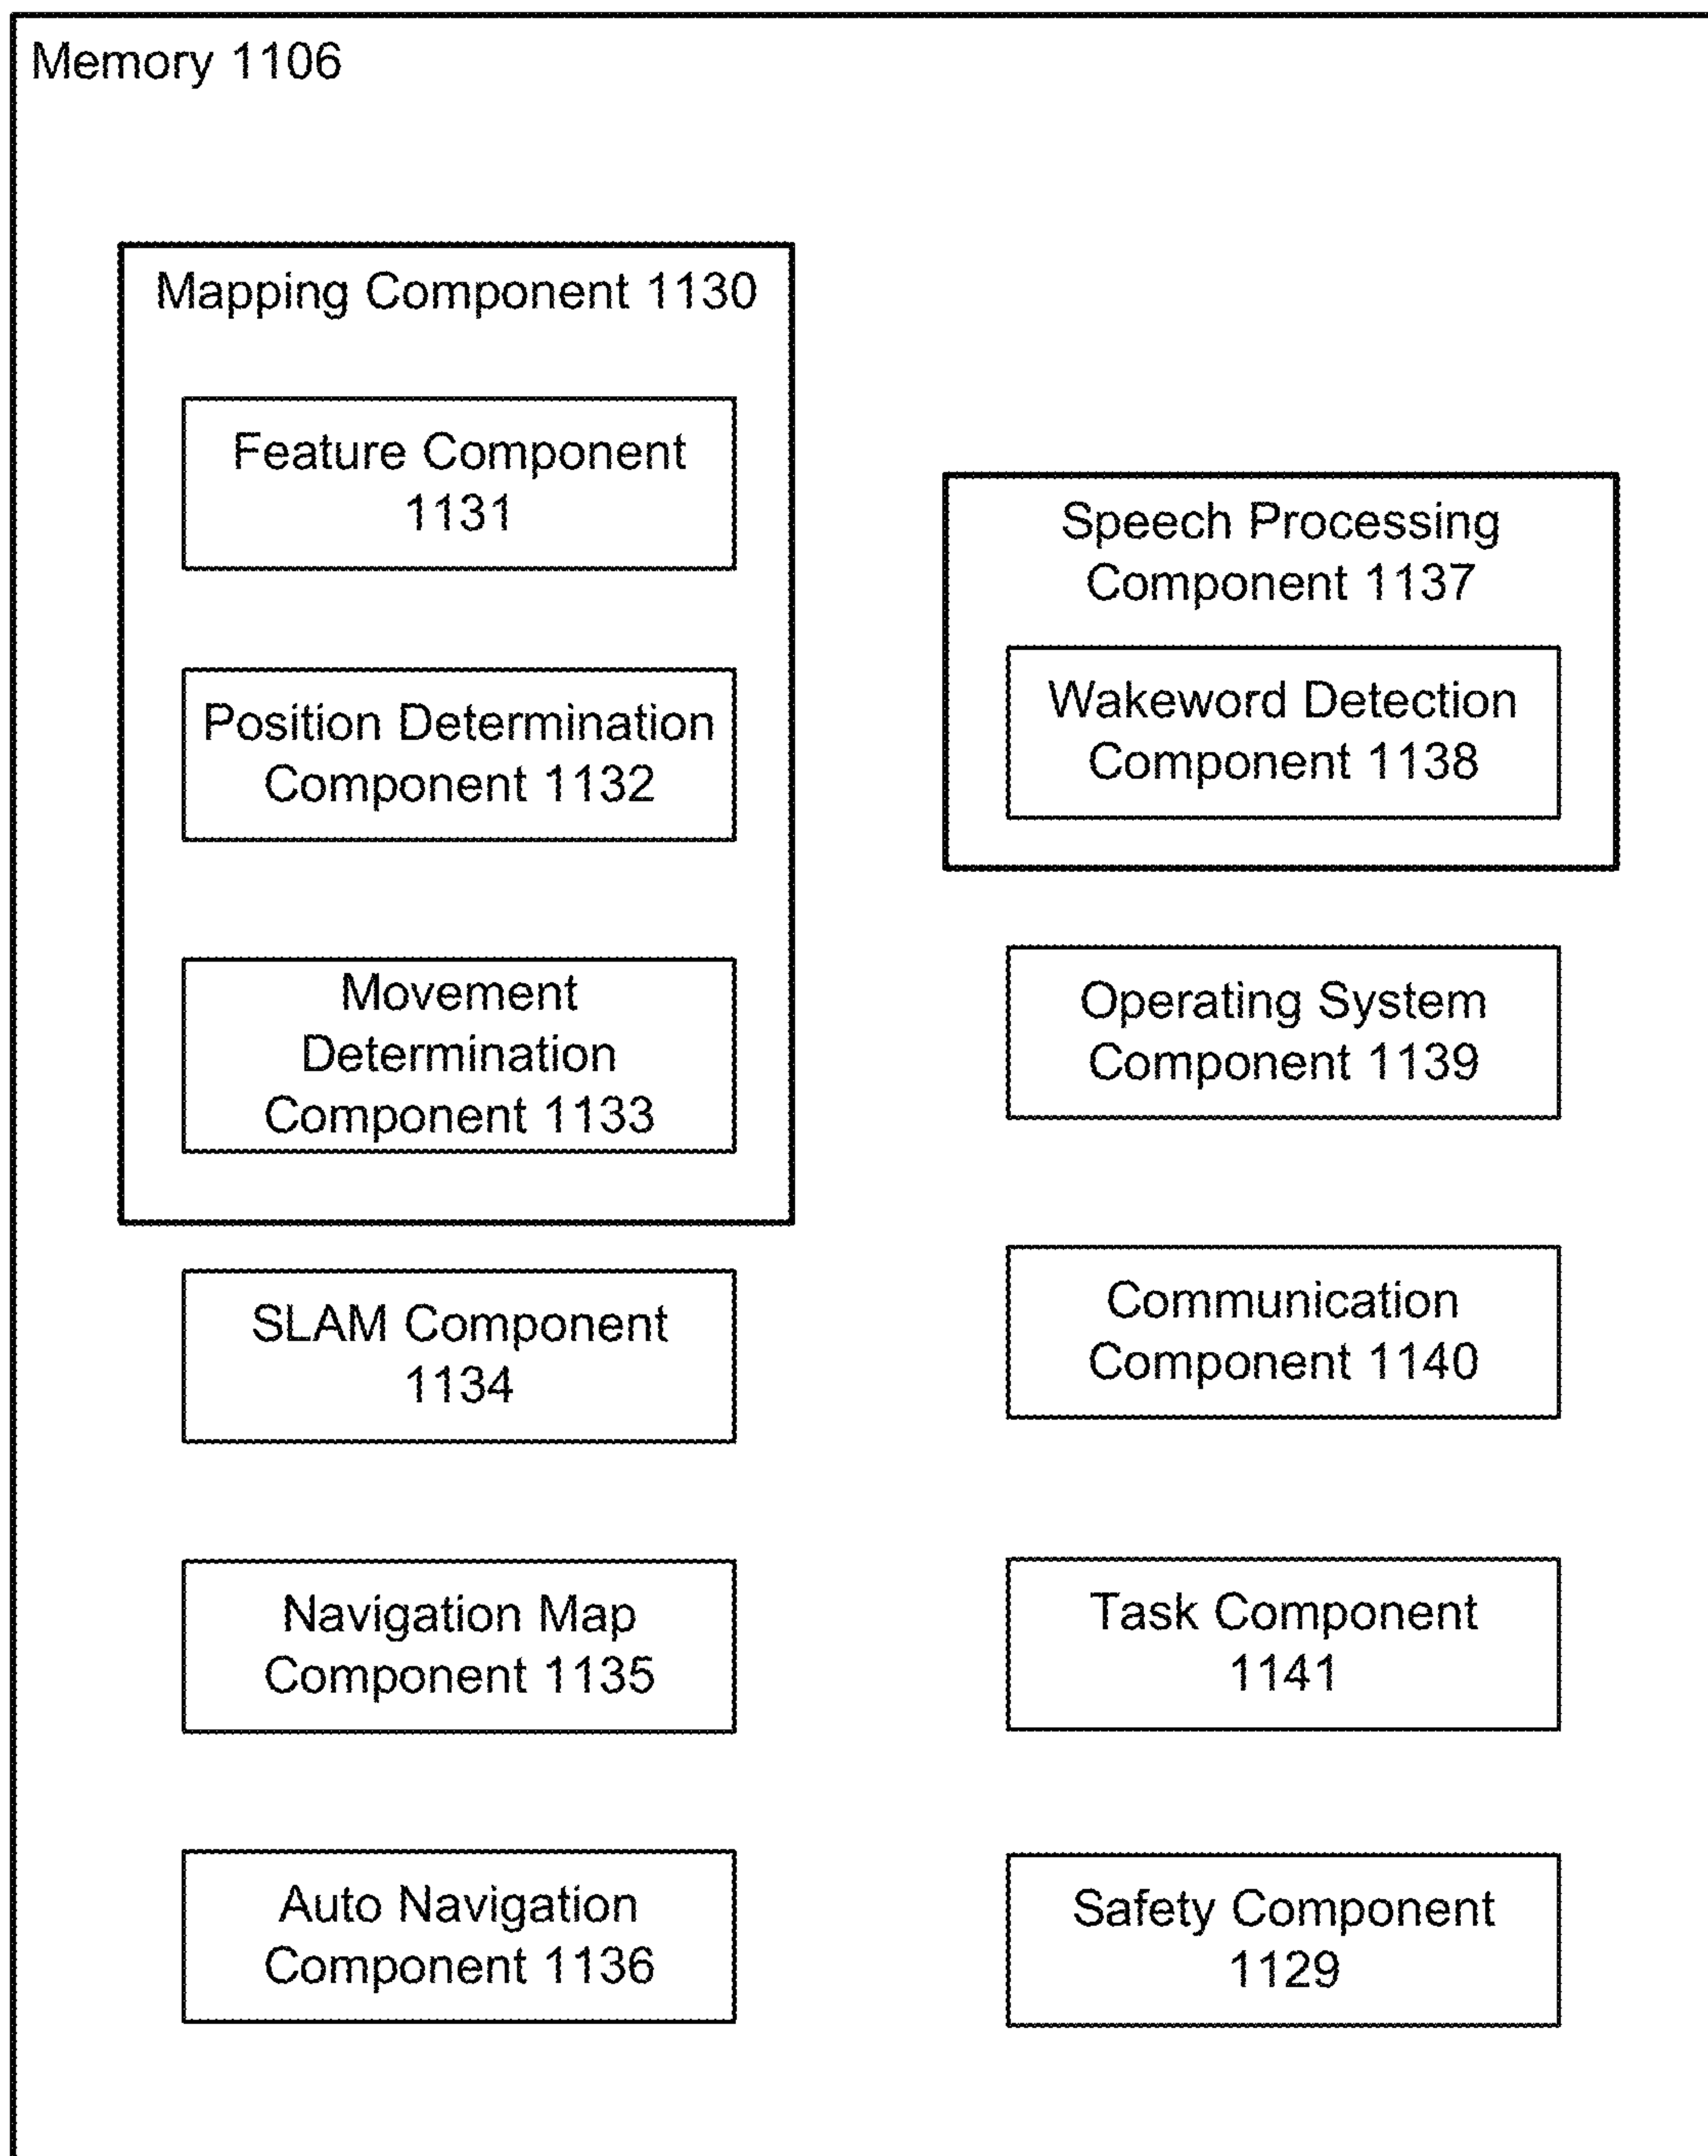 Memory 1106
Mapping Component 1130
Feature Component
1131
Position Determination
Component 1132
Movement
Determination
Component 1133
SLAM Component
1134
Navigation Map
Component 1135
Auto Navigation
Component 1136
Speech Processing
Component 1137
Wakeword Detection
Component 1138
Operating System
Component 1139
Communication
Component 1140
Task Component
1141
Safety Component
1129